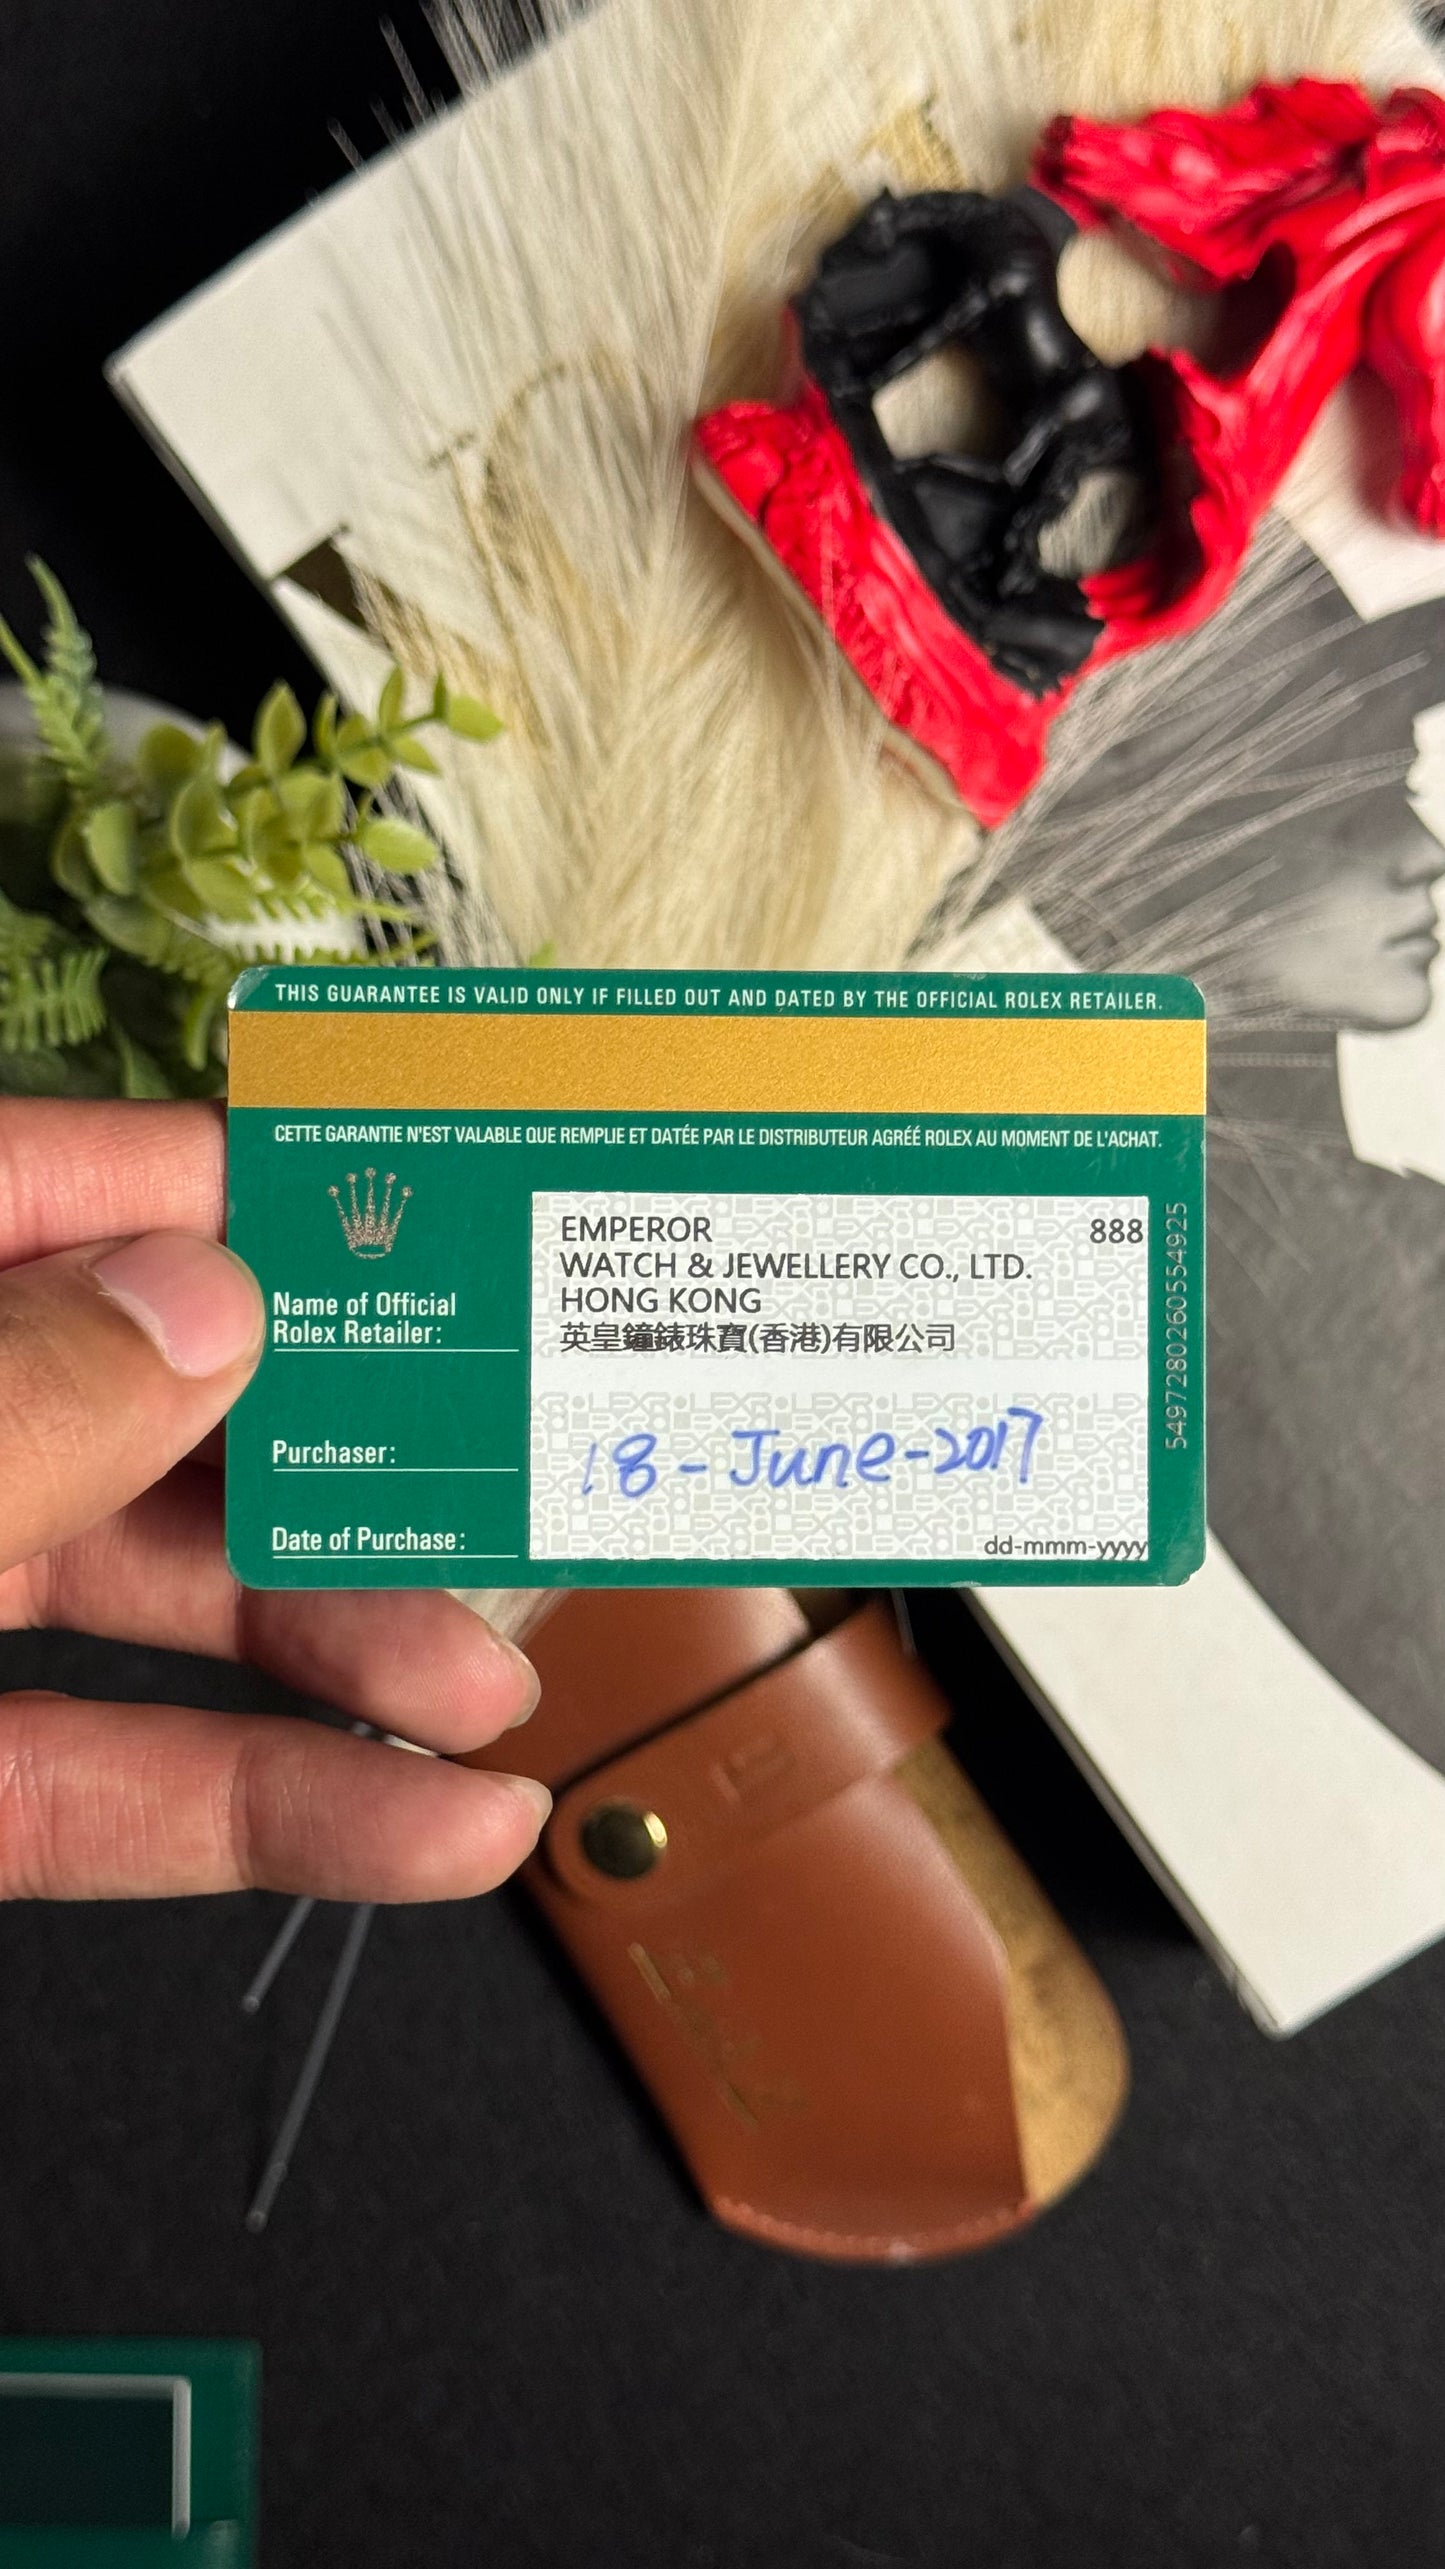 THIS GUARANTEE IS VALID ONLY IF FILLED OUT AND DATED BY THE OFFICIAL ROLEX RETAILER.
CETTE GARANTIE N'EST VALABLE QUE REMPLIE ET DATÉE PAR LE DISTRIBUTEUR AGRÉÉ ROLEX AU MOMENT DE L'ACHAT.
EMPEROR 888
WATCH & JEWELLERY CO., LTD.
HONG KONG
英皇鐘錶珠寶(香港)有限公司
Name of Official
Rolex Retailer:
Purchaser:
18-June-2017
Date of Purchase:
dd-mmm-yyyy
5497280260554925